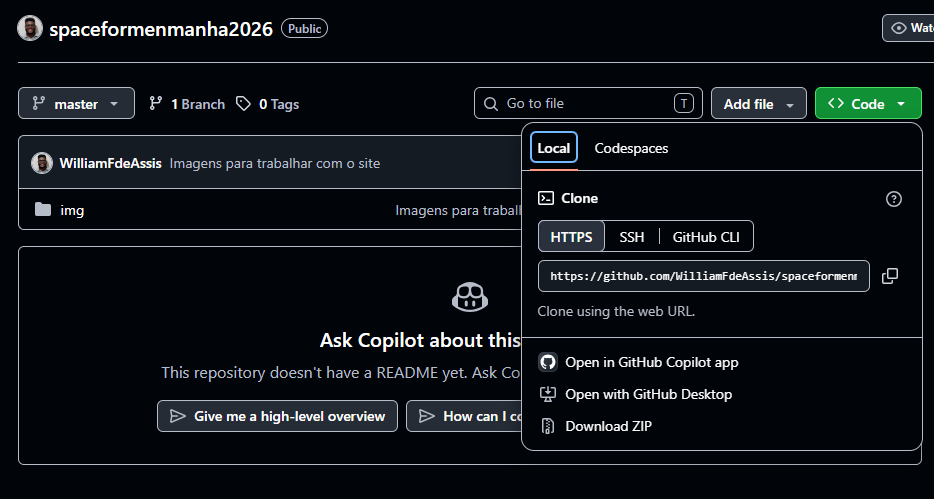 spaceformenmanha2026 Public
Wat
master 1 Branch 0 Tags Go to file T Add file Code
WilliamFdeAssis Imagens para trabalhar com o site
img Imagens para trabal
Local Codespaces
Clone
HTTPS SSH GitHub CLI
https://github.com/WilliamFdeAssis/spaceformenm
Clone using the web URL.
Open in GitHub Copilot app
Open with GitHub Desktop
Download ZIP
Ask Copilot about this
This repository doesn't have a README yet. Ask Co
Give me a high-level overview How can I co